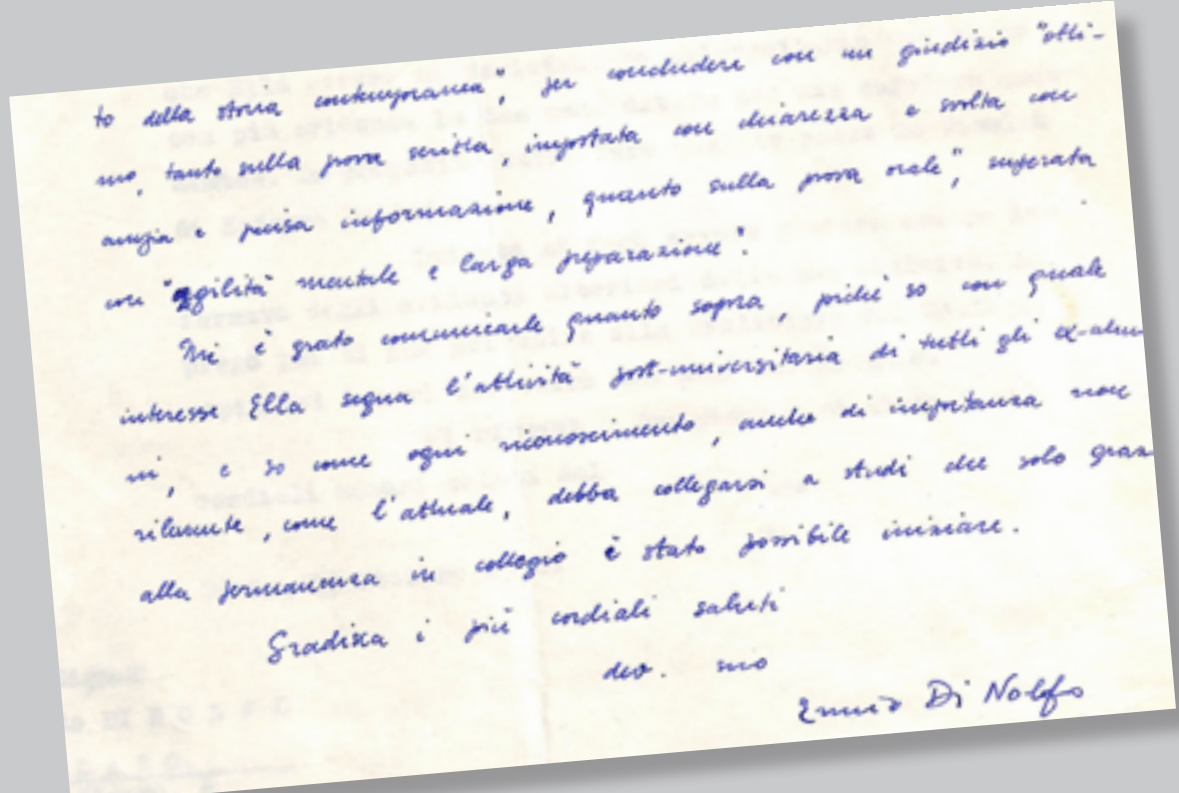 to della storia contemporanea", per concludere con un giudizio "otti-
mo, tanto sulla prova scritta, impostata con chiarezza e svolta con
ampia e precisa informazione, quanto sulla prova orale", superata
con "agilità mentale e larga preparazione".
Mi è grato comunicarle quanto sopra, poiché so con quale
interesse Ella segua l'attività post-universitaria di tutti gli ex-alun-
ni, e so come ogni riconoscimento, anche di importanza non
rilevante, come l'attuale, debba collegarsi a studi che solo graz
alla permanenza in collegio è stato possibile iniziare.
Gradisca i più cordiali saluti
dev. suo
Ennio Di Nolfo